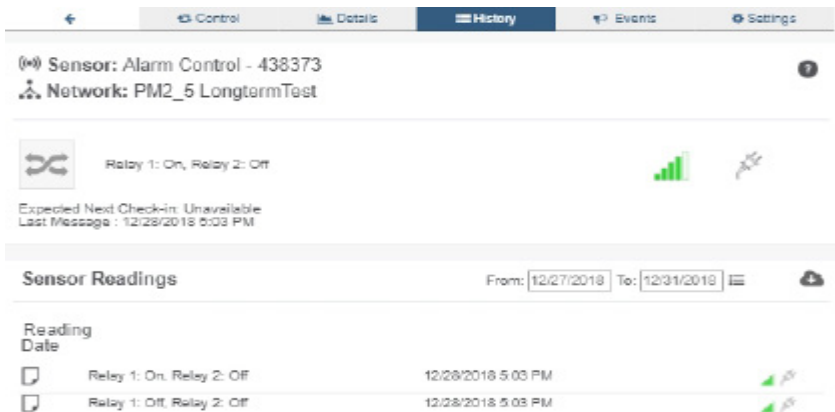 Control Details History Events Settings
Sensor: Alarm Control - 438373
Network: PM2_5 LongtermTest
Relay 1: On, Relay 2: Off
Expected Next Check-in: Unavailable
Last Message : 12/28/2018 5:03 PM
Sensor Readings From: 12/27/2018 To: 12/31/2018
Reading
Date
Relay 1: On, Relay 2: Off 12/28/2018 5:03 PM
Relay 1: Off, Relay 2: Off 12/28/2018 5:03 PM